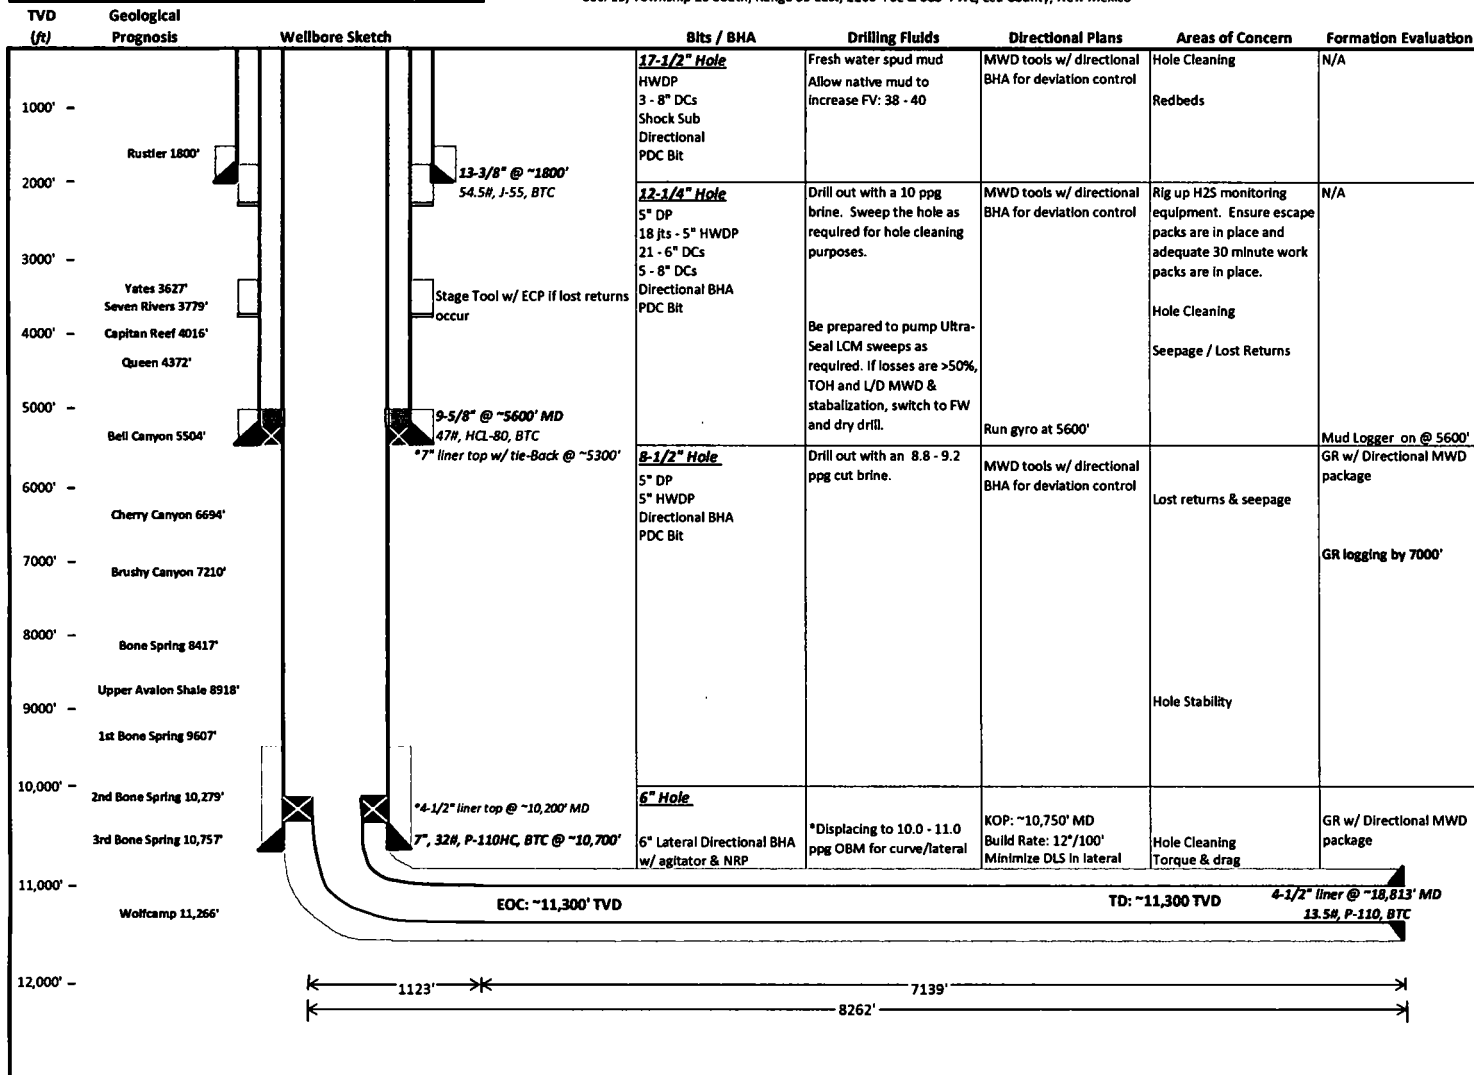 TVD
(ft)
Geological
Prognosis
Wellbore Sketch
Bits / BHA
Drilling Fluids
Directional Plans
Areas of Concern
Formation Evaluation
1000'
2000'
3000'
4000'
5000'
6000'
7000'
8000'
9000'
10,000'
11,000'
12,000'
Rustler 1800'
Yates 3627'
Seven Rivers 3779'
Capitan Reef 4016'
Queen 4372'
Bell Canyon 5504'
Cherry Canyon 6694'
Brushy Canyon 7210'
Bone Spring 8417'
Upper Avalon Shale 8918'
1st Bone Spring 9607'
2nd Bone Spring 10,279'
3rd Bone Spring 10,757'
Wolfcamp 11,266'
13-3/8" @ ~1800'
54.5#, J-55, BTC
Stage Tool w/ ECP if lost returns
occur
9-5/8" @ ~5600' MD
47#, HCL-80, BTC
*7" liner top w/ tie-Back @ ~5300'
*4-1/2" liner top @ ~10,200' MD
7", 32#, P-110HC, BTC @ ~10,700'
17-1/2" Hole
HWDP
3 - 8" DCs
Shock Sub
Directional
PDC Bit
Fresh water spud mud
Allow native mud to
increase FV: 38 - 40
MWD tools w/ directional
BHA for deviation control
Hole Cleaning
Redbeds
N/A
12-1/4" Hole
5" DP
18 jts - 5" HWDP
21 - 6" DCs
5 - 8" DCs
Directional BHA
PDC Bit
Drill out with a 10 ppg
brine. Sweep the hole as
required for hole cleaning
purposes.
Be prepared to pump Ultra-
Seal LCM sweeps as
required. If losses are >50%,
TOH and L/D MWD &
stabalization, switch to FW
and dry drill.
MWD tools w/ directional
BHA for deviation control
Run gyro at 5600'
Rig up H2S monitoring
equipment. Ensure escape
packs are in place and
adequate 30 minute work
packs are in place.
Hole Cleaning
Seepage / Lost Returns
N/A
Mud Logger on @ 5600'
8-1/2" Hole
5" DP
5" HWDP
Directional BHA
PDC Bit
Drill out with an 8.8 - 9.2
ppg cut brine.
MWD tools w/ directional
BHA for deviation control
Lost returns & seepage
Hole Stability
GR w/ Directional MWD
package
GR logging by 7000'
6" Hole
6" Lateral Directional BHA
w/ agitator & NRP
*Displacing to 10.0 - 11.0
ppg OBM for curve/lateral
KOP: ~10,750' MD
Build Rate: 12°/100'
Minimize DLS in lateral
Hole Cleaning
Torque & drag
GR w/ Directional MWD
package
EOC: ~11,300' TVD
TD: ~11,300 TVD
4-1/2" liner @ ~18,813' MD
13.5#, P-110, BTC
1123'
7139'
8262'